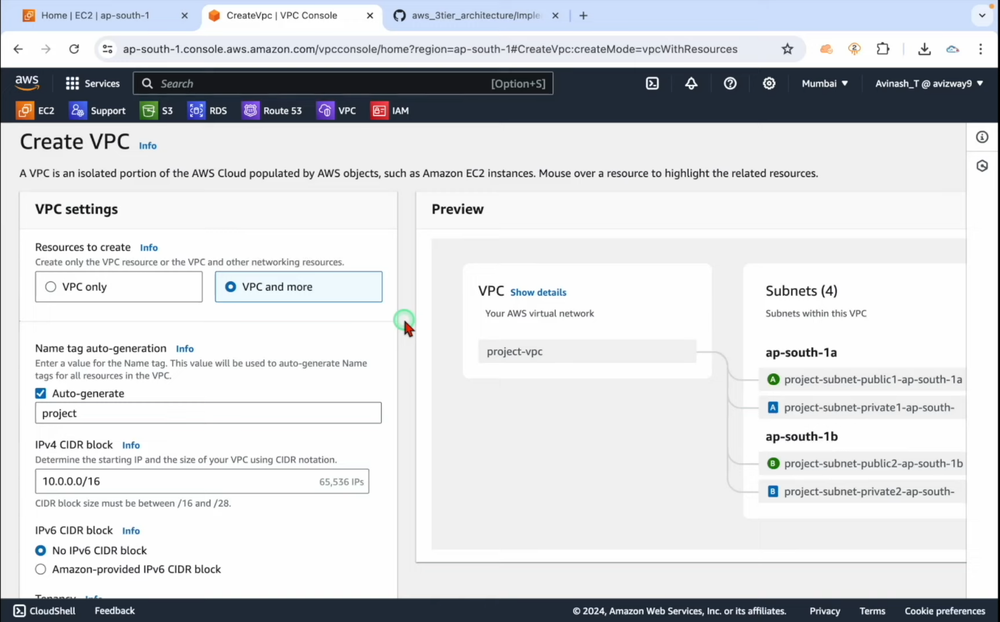 Home | EC2 | ap-south-1
CreateVpc | VPC Console
aws_3tier_architecture/Imple
ap-south-1.console.aws.amazon.com/vpcconsole/home?region=ap-south-1#CreateVpc:createMode=vpcWithResources
2
aws
Services
Search
[Option+S]
Mumbai
Avinash_T @ avizway9
EC2
Support
S3
RDS
Route 53
VPC
IAM
Create VPC Info
A VPC is an isolated portion of the AWS Cloud populated by AWS objects, such as Amazon EC2 instances. Mouse over a resource to highlight the related resources.
VPC settings
Resources to create Info
Create only the VPC resource or the VPC and other networking resources.
VPC only
VPC and more
Name tag auto-generation Info
Enter a value for the Name tag. This value will be used to auto-generate Name
tags for all resources in the VPC.
Auto-generate
project
IPv4 CIDR block Info
Determine the starting IP and the size of your VPC using CIDR notation.
10.0.0.0/16
65,536 IPs
CIDR block size must be between /16 and /28.
IPv6 CIDR block Info
No IPv6 CIDR block
Amazon-provided IPv6 CIDR block
Tenancy Info
Preview
VPC Show details
Your AWS virtual network
project-vpc
Subnets (4)
Subnets within this VPC
ap-south-1a
A project-subnet-public1-ap-south-1a
A project-subnet-private1-ap-south-
ap-south-1b
B project-subnet-public2-ap-south-1b
B project-subnet-private2-ap-south-
CloudShell
Feedback
© 2024, Amazon Web Services, Inc. or its affiliates.
Privacy
Terms
Cookie preferences